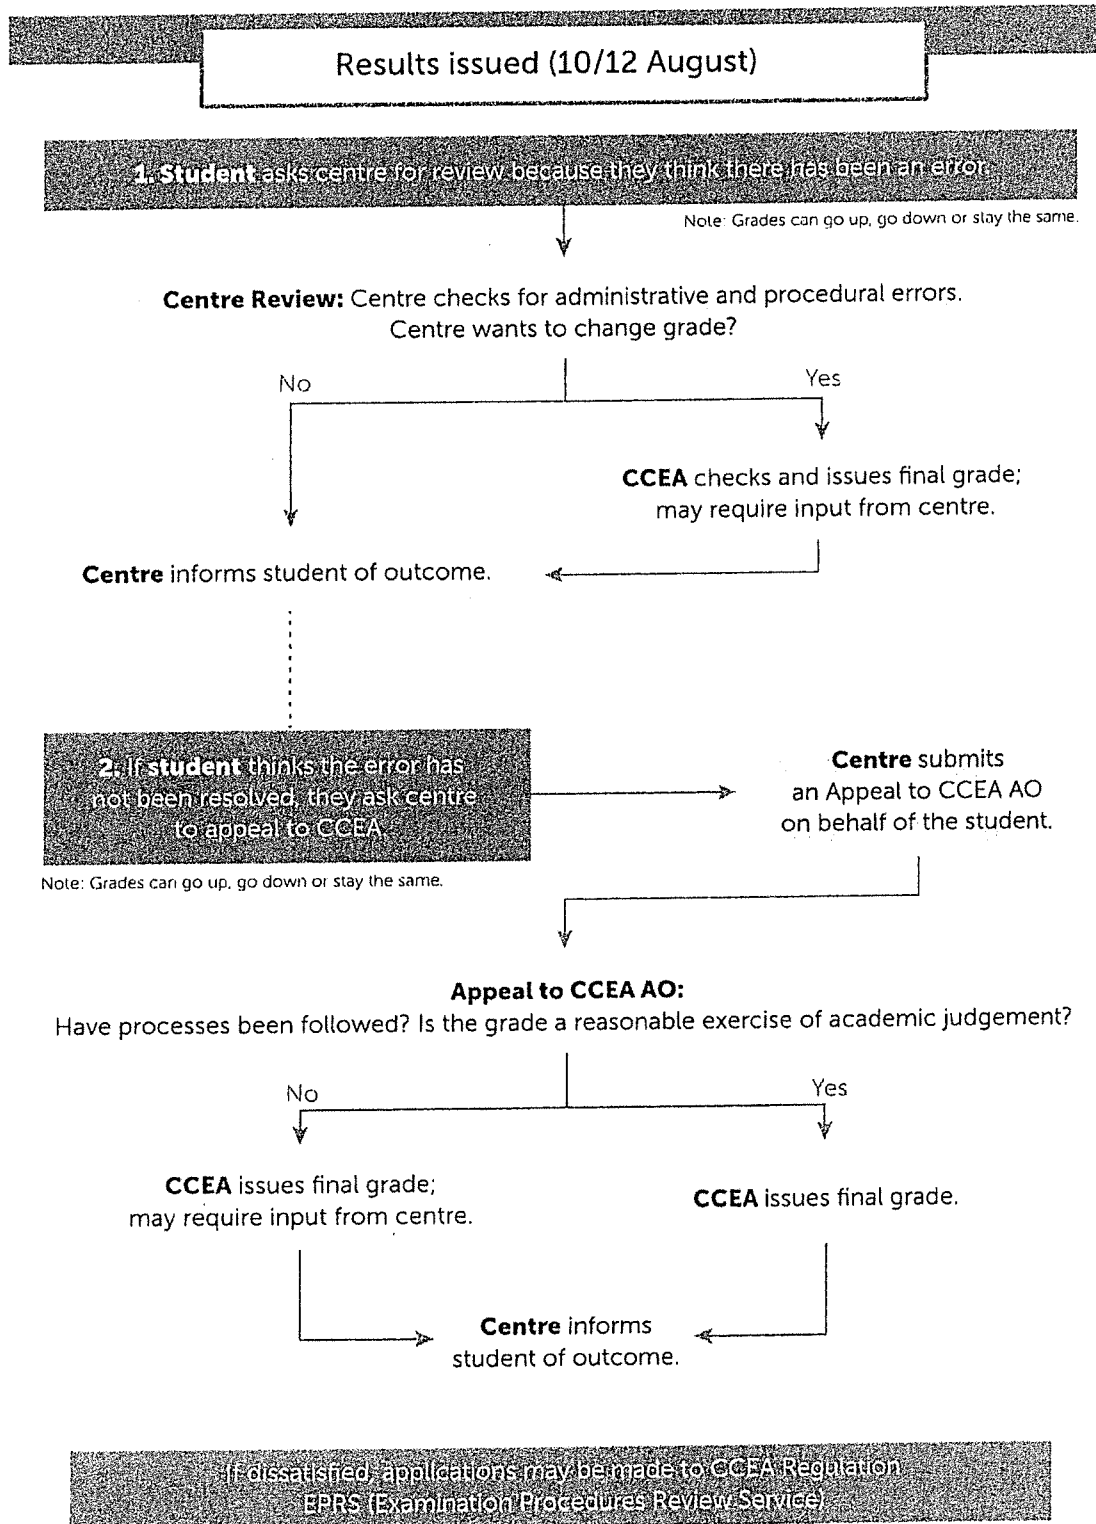 Results issued (10/12 August)
1. Student asks centre for review because they think there has been an error.
Note: Grades can go up, go down or stay the same.
Centre Review: Centre checks for administrative and procedural errors.
Centre wants to change grade?
No
Yes
CCEA checks and issues final grade;
may require input from centre.
Centre informs student of outcome.
2. If student thinks the error has
not been resolved, they ask centre
to appeal to CCEA.
Note: Grades can go up, go down or stay the same.
Centre submits
an Appeal to CCEA AO
on behalf of the student.
Appeal to CCEA AO:
Have processes been followed? Is the grade a reasonable exercise of academic judgement?
No
Yes
CCEA issues final grade;
may require input from centre.
CCEA issues final grade.
Centre informs
student of outcome.
If dissatisfied, applications may be made to CCEA Regulation
EPRS (Examination Procedures Review Service)